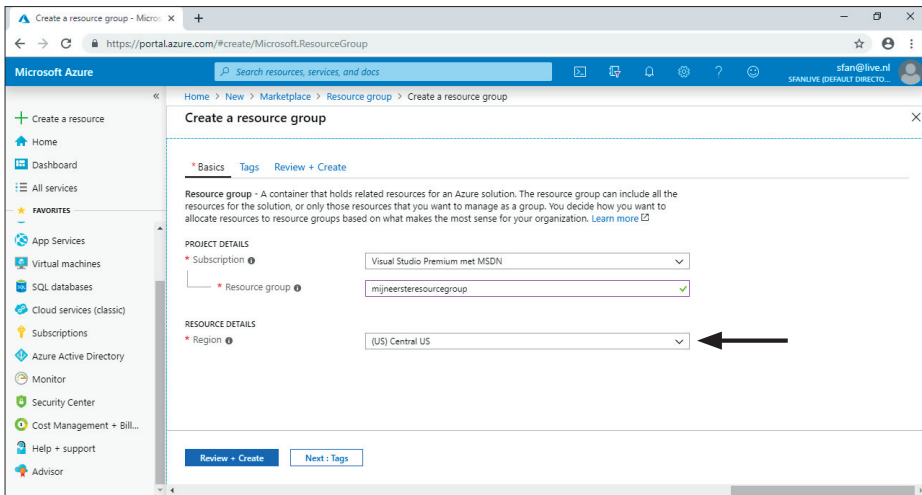 Create a resource group - Micros
https://portal.azure.com/#create/Microsoft.ResourceGroup
Microsoft Azure
Search resources, services, and docs
sfan@live.nl
SFANLIVE (DEFAULT DIRECTO...
Home > New > Marketplace > Resource group > Create a resource group
Create a resource
Home
Dashboard
All services
FAVORITES
App Services
Virtual machines
SQL databases
Cloud services (classic)
Subscriptions
Azure Active Directory
Monitor
Security Center
Cost Management + Bill...
Help + support
Advisor
Create a resource group
* Basics Tags Review + Create
Resource group - A container that holds related resources for an Azure solution. The resource group can include all the
resources for the solution, or only those resources that you want to manage as a group. You decide how you want to
allocate resources to resource groups based on what makes the most sense for your organization. Learn more
PROJECT DETAILS
* Subscription Visual Studio Premium met MSDN
* Resource group mijneersteresourcegroup
RESOURCE DETAILS
* Region (US) Central US
Review + Create Next : Tags